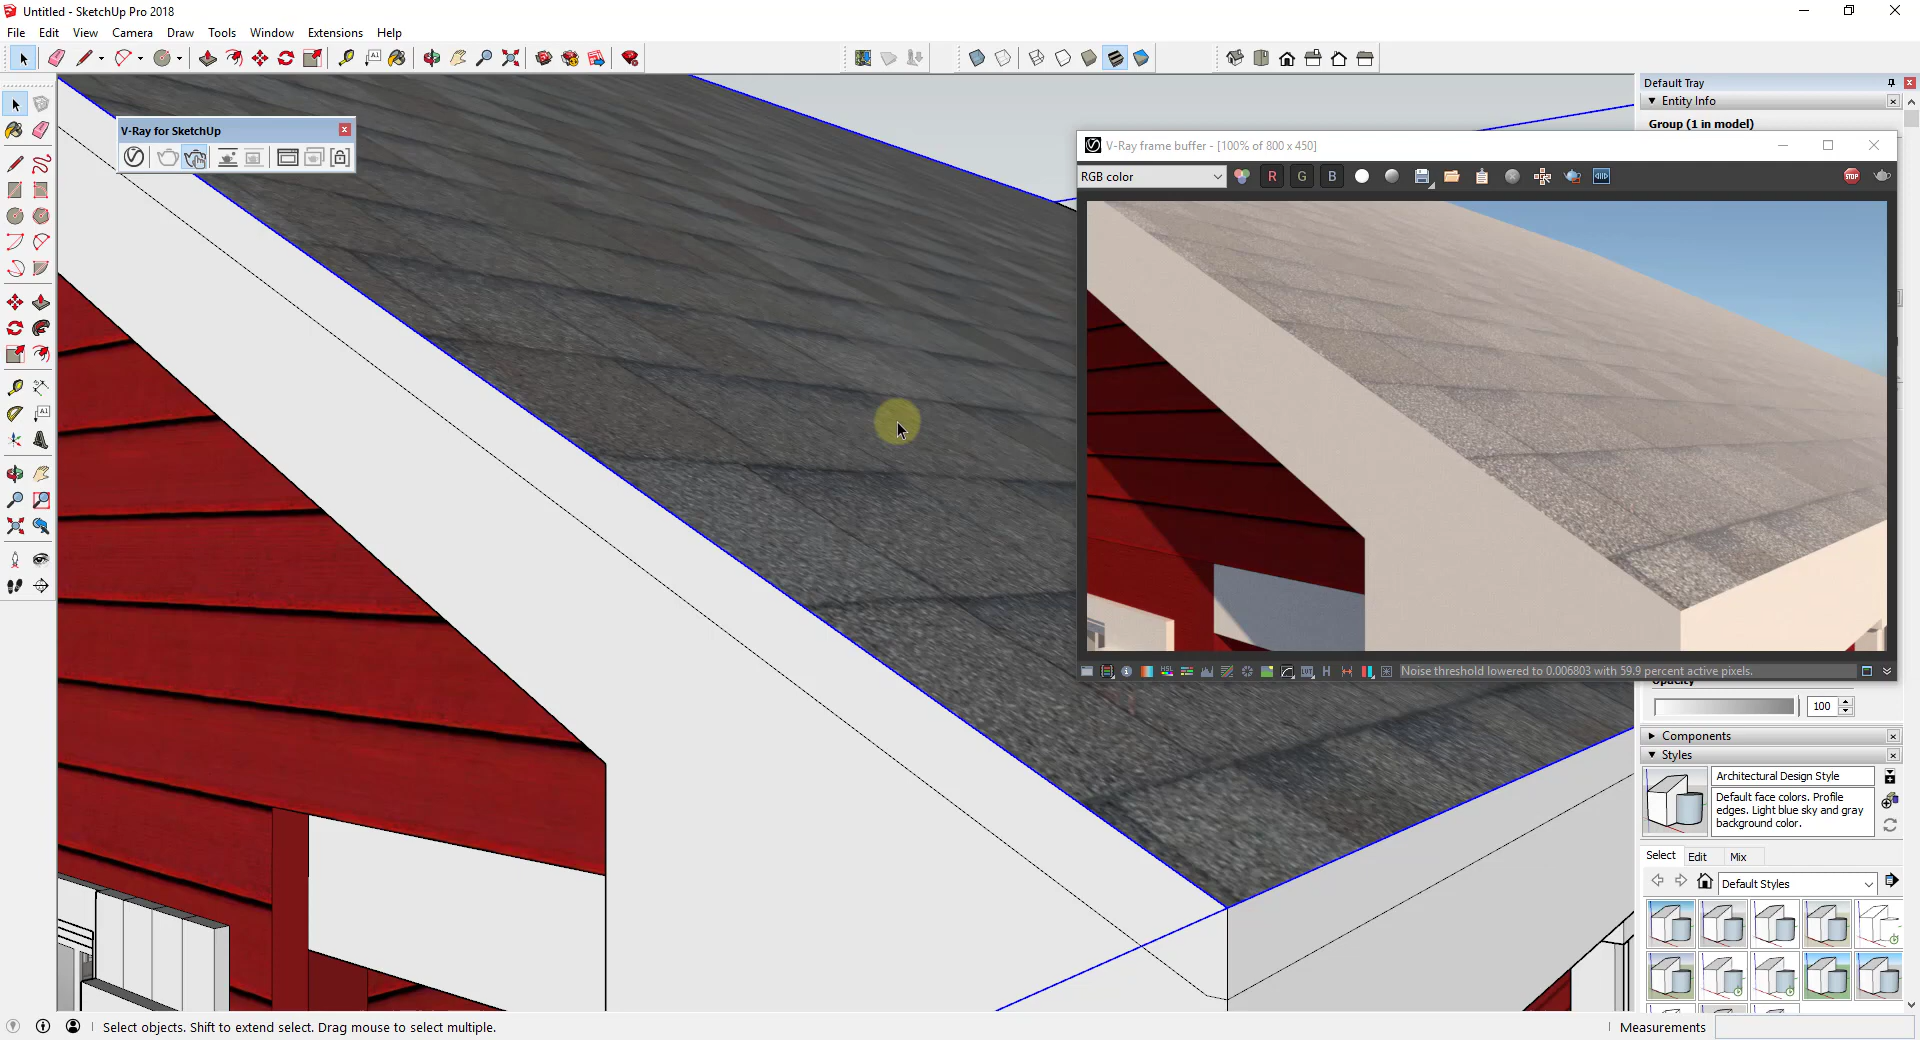 Untitled - SketchUp Pro 2018
File Edit View Camera Draw Tools Window Extensions Help
Default Tray
Entity Info
Group (1 in model)
V-Ray for SketchUp
V-Ray frame buffer - [100% of 800 x 450]
RGB color
R G B
STOP
Noise threshold lowered to 0.006803 with 59.9 percent active pixels.
Opacity
100
Components
Styles
Architectural Design Style
Default face colors. Profile
edges. Light blue sky and gray
background color.
Select Edit Mix
Default Styles
Select objects. Shift to extend select. Drag mouse to select multiple.
Measurements